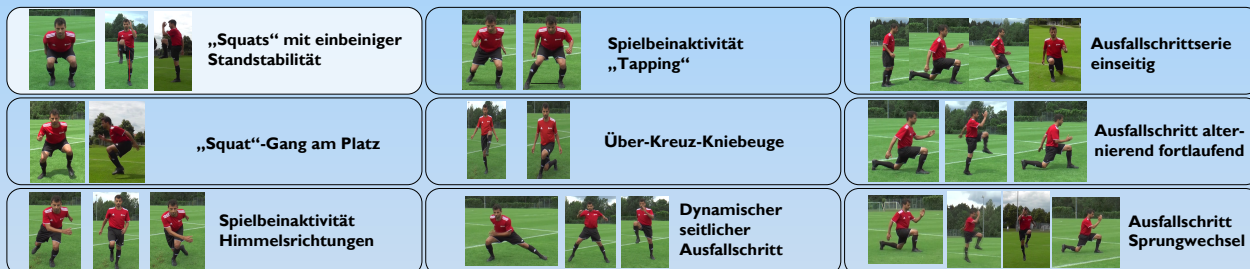 „Squats“ mit einbeiniger
Standstabilität
Spielbeinaktivität
„Tapping“
Ausfallschrittserie
einseitig
„Squat“-Gang am Platz
Über-Kreuz-Kniebeuge
Ausfallschritt alter-
nierend fortlaufend
Spielbeinaktivität
Himmelsrichtungen
Dynamischer
seitlicher
Ausfallschritt
Ausfallschritt
Sprungwechsel